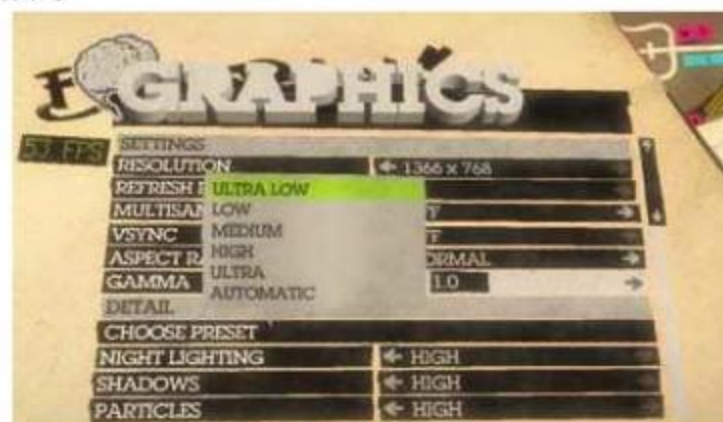 GRAPHICS
53 FPS
SETTINGS
RESOLUTION 1366 x 768
REFRESH
ULTRA LOW
LOW
MEDIUM
HIGH
ULTRA
AUTOMATIC
VSYNC
GAMMA 1.0
DETAIL
CHOOSE PRESET
NIGHT LIGHTING HIGH
SHADOWS HIGH
PARTICLES HIGH